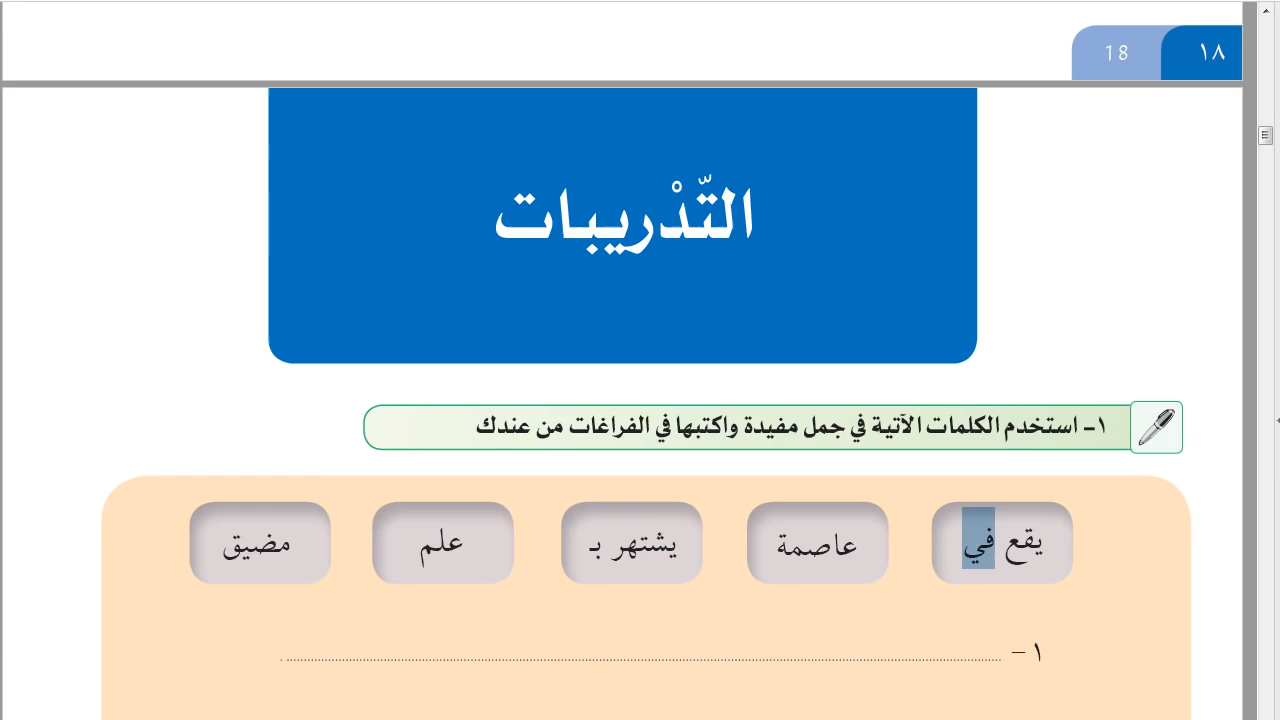 ١٨ 18
التّدْريبات
١- استخدم الكلمات الآتية في جمل مفيدة واكتبها في الفراغات من عندك
يقع في عاصمة يشتهر بـ علم مضيق
١ - ........................................................................